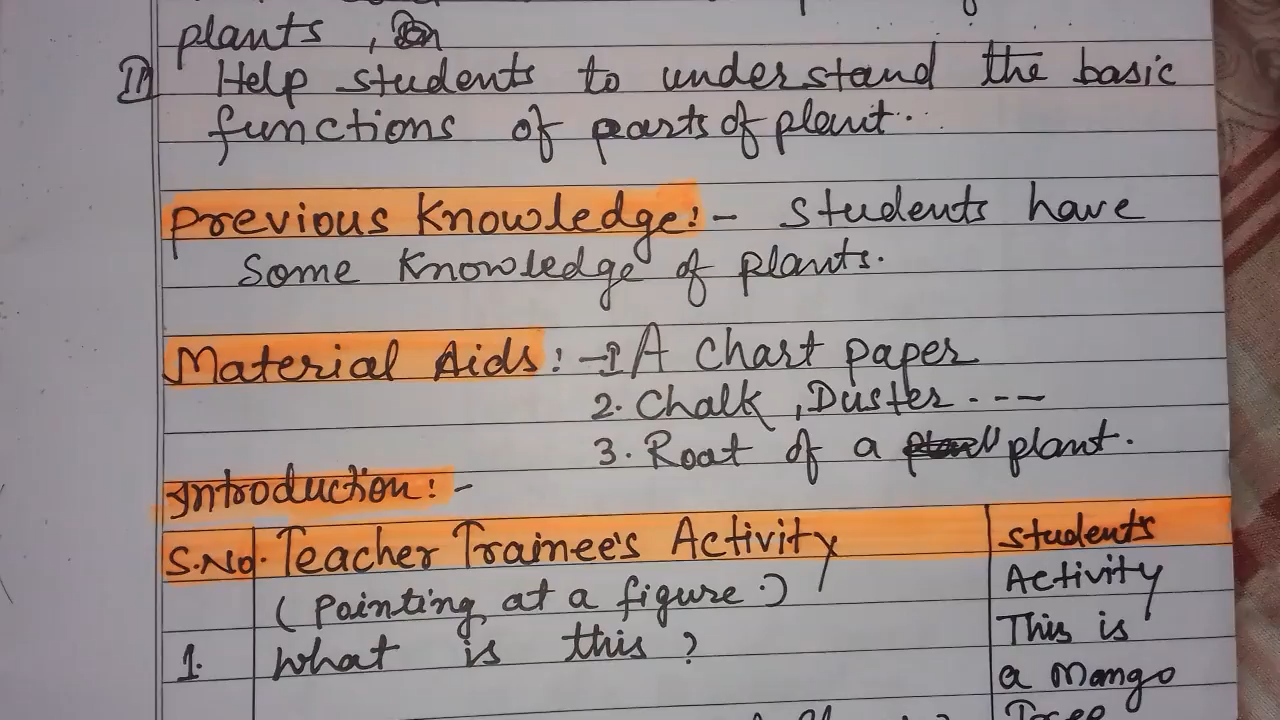 plants ,
II) Help students to understand the basic
functions of parts of plant..
Previous Knowledge:- Students have
Some Knowledge of plants.
Material Aids:-1 A Chart paper
2. Chalk, Duster ---
3. Root of a plant.
Introduction:-
S.No. Teacher Trainee's Activity Students
(Pointing at a figure.) Activity
1. What is this? This is
a Mango
Tree